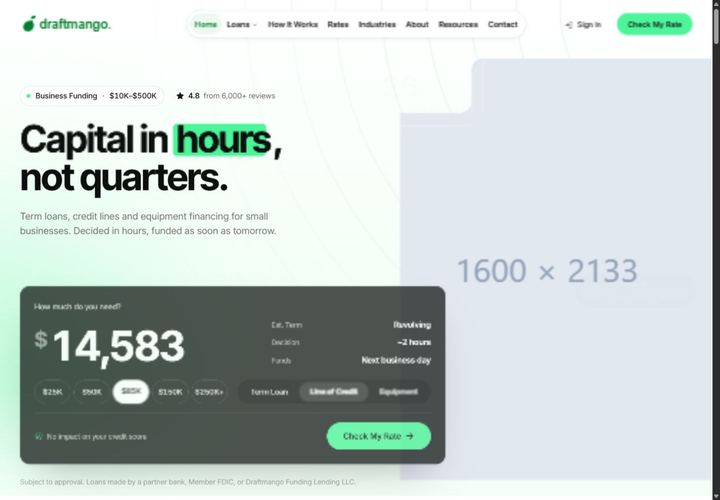 draftmango.
Home Loans How It Works Rates Industries About Resources Contact
Sign In
Check My Rate
Business Funding · $10K–$500K
★ 4.8 from 6,000+ reviews
Capital in hours,
not quarters.
Term loans, credit lines and equipment financing for small
businesses. Decided in hours, funded as soon as tomorrow.
1600 × 2133
How much do you need?
$14,583
Est. Term Revolving
Decision ~2 hours
Funds Next business day
$25K $50K $85K $150K $250K+
Term Loan Line of Credit Equipment
No impact on your credit score
Check My Rate →
Subject to approval. Loans made by a partner bank, Member FDIC, or Draftmango Funding Lending LLC.